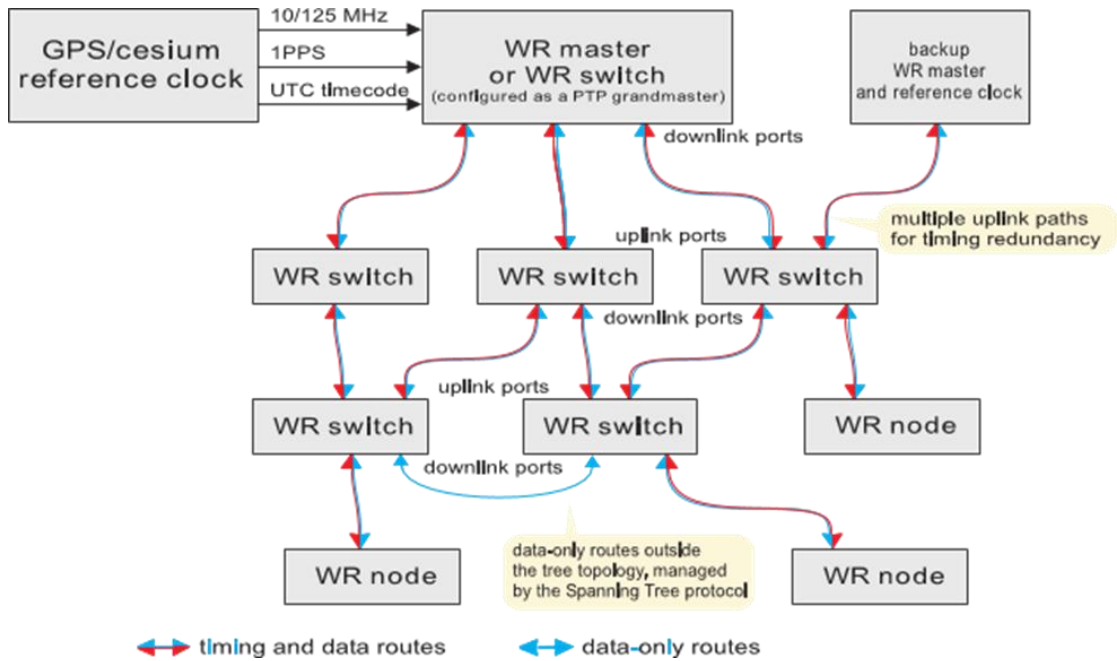 GPS/cesium
reference clock
10/125 MHz
1PPS
UTC timecode
WR master
or WR switch
(configured as a PTP grandmaster)
backup
WR master
and reference clock
downlink ports
multiple uplink paths
for timing redundancy
uplink ports
WR switch
WR switch
WR switch
downlink ports
uplink ports
WR switch
WR switch
WR node
downlink ports
data-only routes outside
the tree topology, managed
by the Spanning Tree protocol
WR node
WR node
timing and data routes
data-only routes